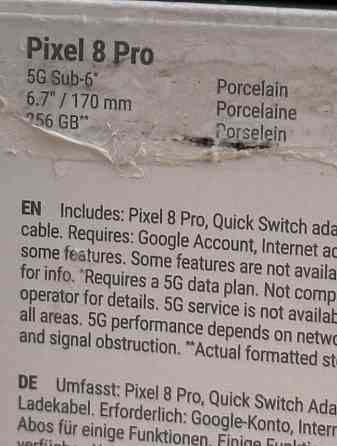 Pixel 8 Pro
5G Sub-6*
6.7" / 170 mm
256 GB**
Porcelain
Porcelaine
Porselein
EN Includes: Pixel 8 Pro, Quick Switch ada
cable. Requires: Google Account, Internet ac
some features. Some features are not availa
for info. *Requires a 5G data plan. Not comp
operator for details. 5G service is not availab
all areas. 5G performance depends on netwo
and signal obstruction. **Actual formatted sto
DE Umfasst: Pixel 8 Pro, Quick Switch Ada
Ladekabel. Erforderlich: Google-Konto, Intern
Abos für einige Funktionen. Einige Funkti